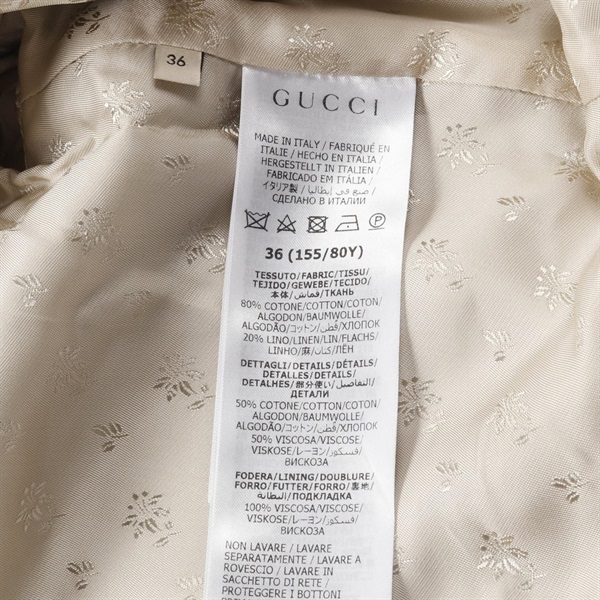 36
GUCCI
MADE IN ITALY / FABRIQUÉ EN
ITALIE / HECHO EN ITALIA /
HERGESTELLT IN ITALIEN /
FABRICADO EM ITÁLIA /
イタリア製 / صنع في إيطاليا /
СДЕЛАНО В ИТАЛИИ
P
36 (155/80Y)
TESSUTO/FABRIC/TISSU/
TEJIDO/GEWEBE/TECIDO/
本体/قماش/ТКАНЬ
80% COTONE/COTTON/COTON/
ALGODON/BAUMWOLLE/
ALGODÃO/コットン/قطن/ХЛОПОК
20% LINO/LINEN/LIN/FLACHS/
LINHO/麻/كتان/ЛЁН
DETTAGLI/DETAILS/DÉTAILS/
DETALLES/DETAILS/
DETALHES/部分使い/التفاصيل/
ДЕТАЛИ
50% COTONE/COTTON/COTON/
ALGODON/BAUMWOLLE/
ALGODÃO/コットン/قطن/ХЛОПОК
50% VISCOSA/VISCOSE/
VISKOSE/レーヨン/فيسكوز/
ВИСКОЗА
FODERA/LINING/DOUBLURE/
FORRO/FUTTER/FORRO/裏地
/البطانة/ПОДКЛАДКА
100% VISCOSA/VISCOSE/
VISKOSE/レーヨン/فيسكوز/
ВИСКОЗА
NON LAVARE / LAVARE
SEPARATAMENTE / LAVARE A
ROVESCIO / LAVARE IN
SACCHETTO DI RETE /
PROTEGGERE I BOTTONI